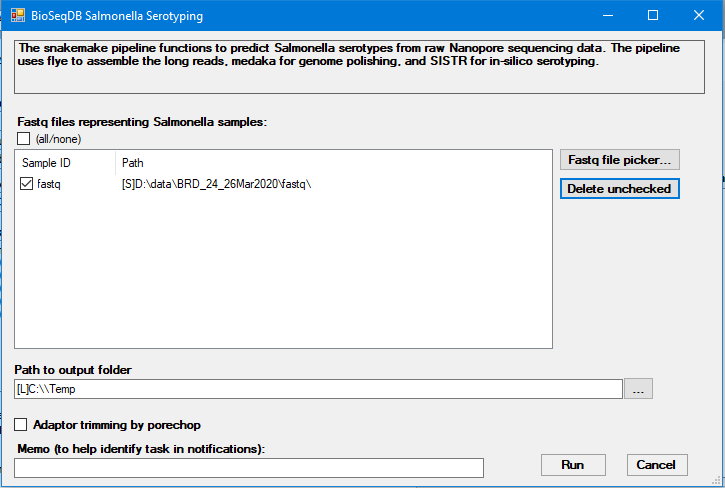 BioSeqDB Salmonella Serotyping
The snakemake pipeline functions to predict Salmonella serotypes from raw Nanopore sequencing data. The pipeline
uses flye to assemble the long reads, medaka for genome polishing, and SISTR for in-silico serotyping.
Fastq files representing Salmonella samples:
(all/none)
Sample ID Path
Fastq file picker...
fastq [S]D:\data\BRD_24_26Mar2020\fastq\
Delete unchecked
Path to output folder
[L]C:\\Temp
...
Adaptor trimming by porechop
Memo (to help identify task in notifications):
Run Cancel